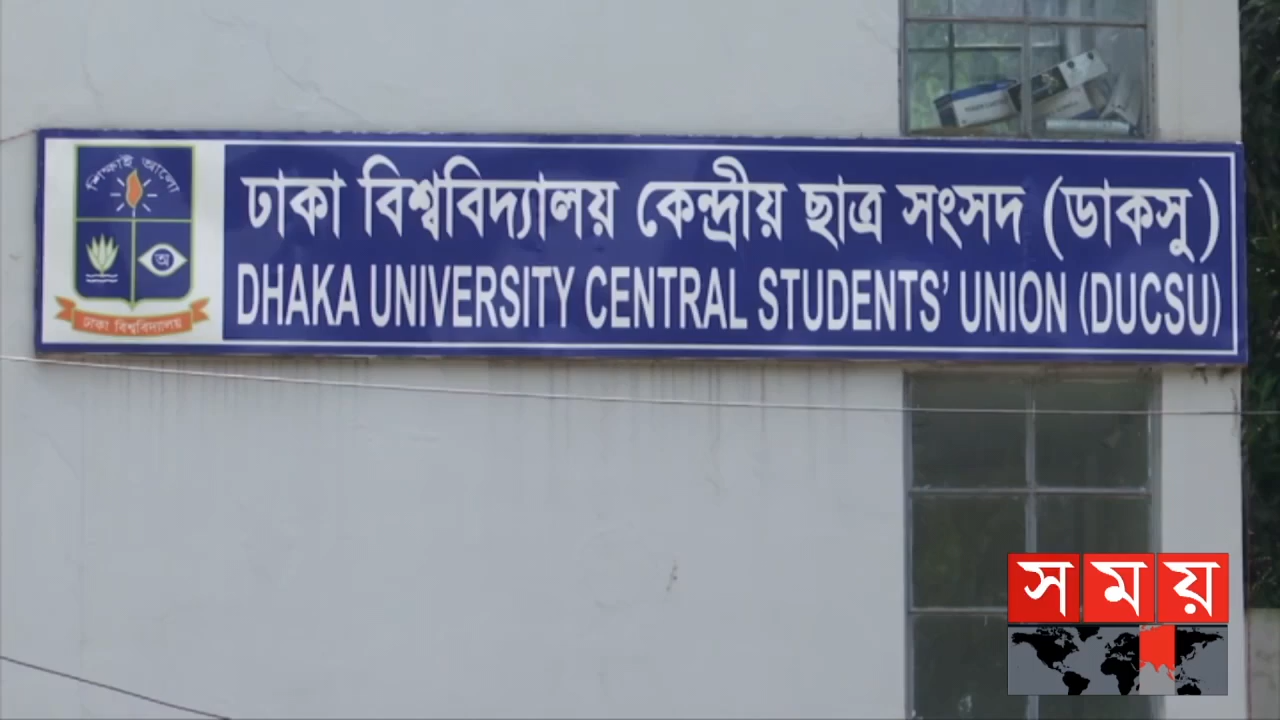 শিক্ষাই আলো
অ
ঢাকা বিশ্ববিদ্যালয়
ঢাকা বিশ্ববিদ্যালয় কেন্দ্রীয় ছাত্র সংসদ (ডাকসু)
DHAKA UNIVERSITY CENTRAL STUDENTS’ UNION (DUCSU)
সময়